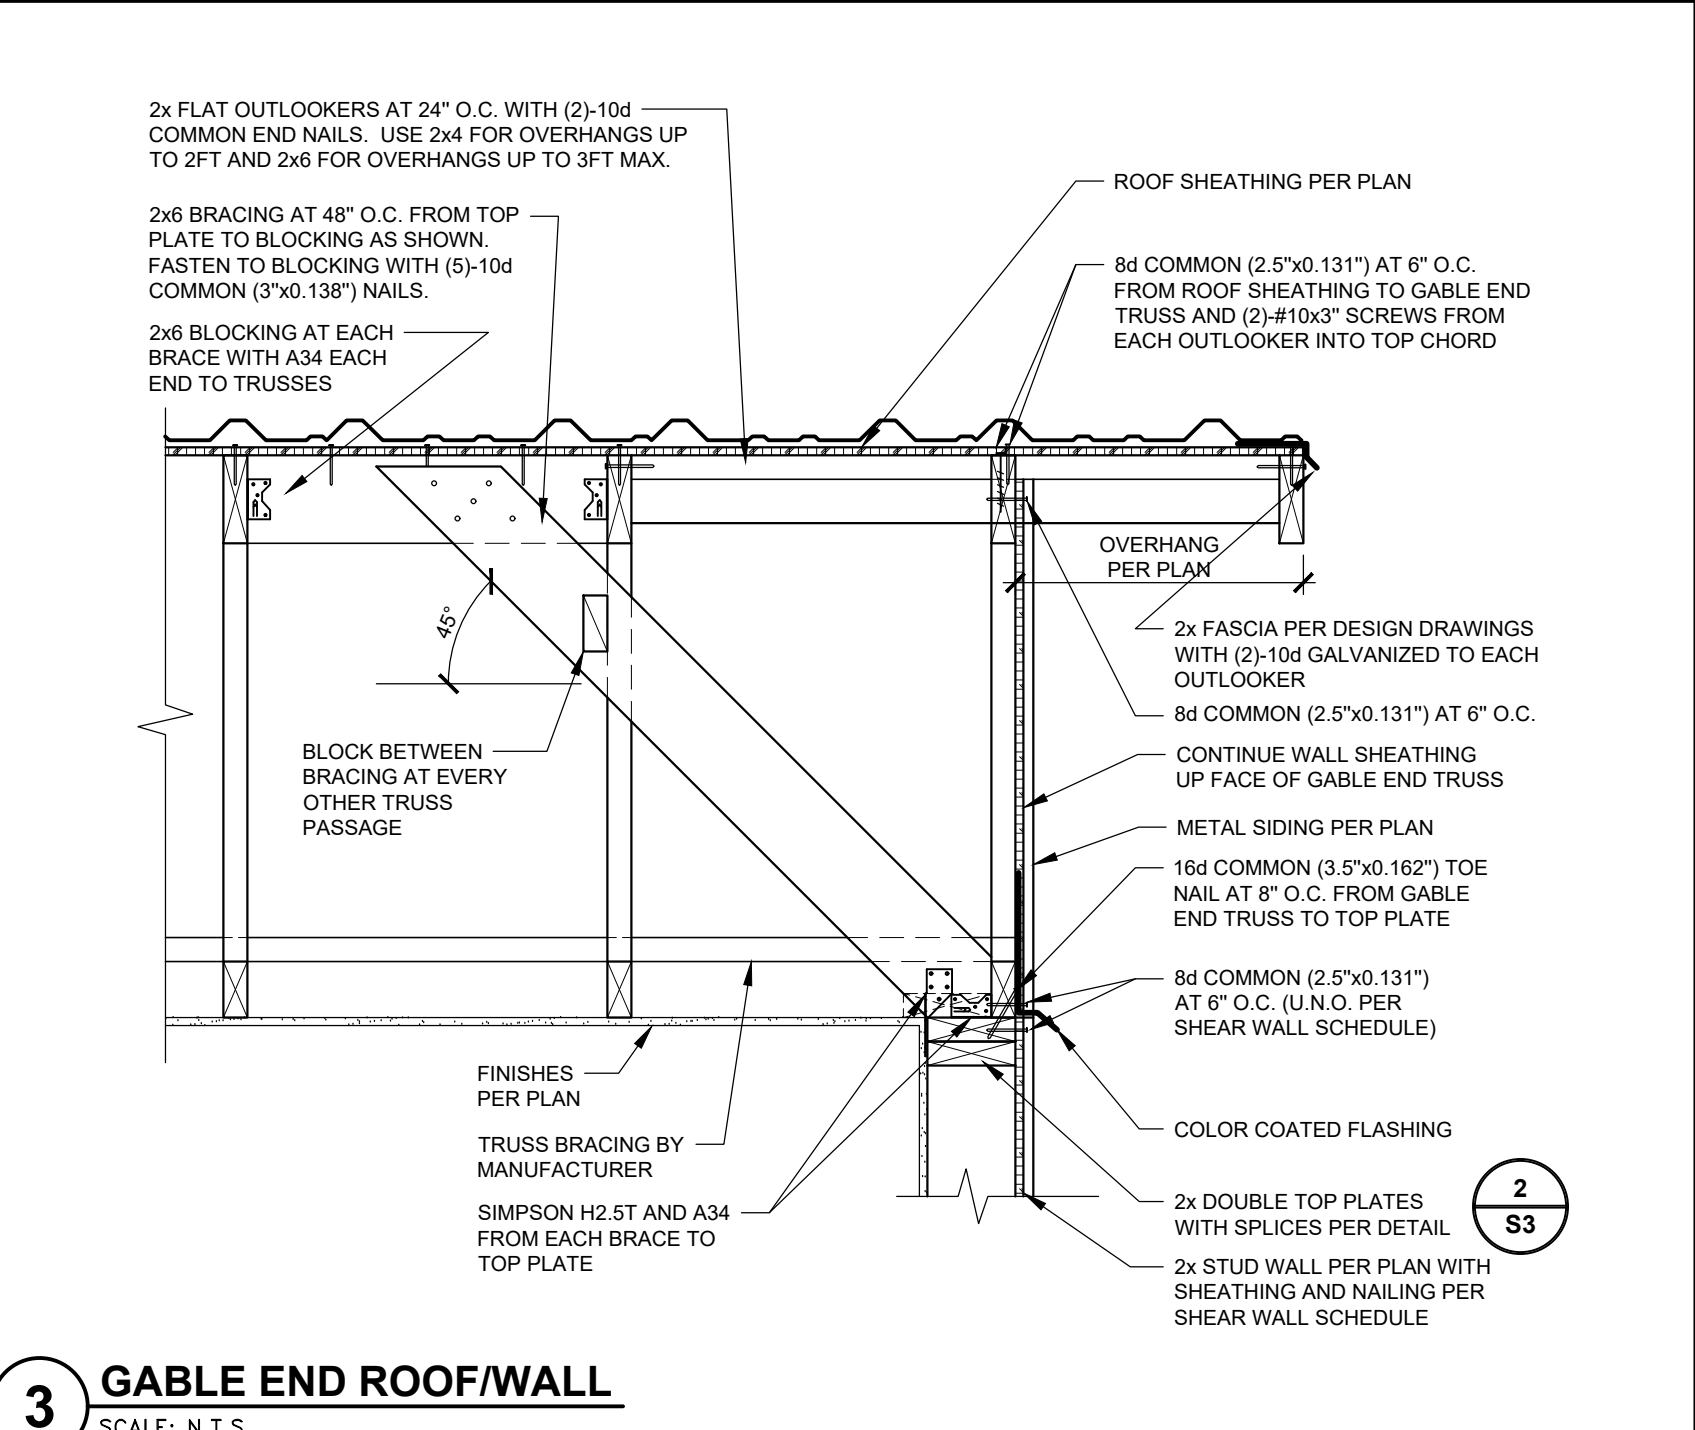 2x FLAT OUTLOOKERS AT 24" O.C. WITH (2)-10d
COMMON END NAILS. USE 2x4 FOR OVERHANGS UP
TO 2FT AND 2x6 FOR OVERHANGS UP TO 3FT MAX.
2x6 BRACING AT 48" O.C. FROM TOP
PLATE TO BLOCKING AS SHOWN.
FASTEN TO BLOCKING WITH (5)-10d
COMMON (3"x0.138") NAILS.
2x6 BLOCKING AT EACH
BRACE WITH A34 EACH
END TO TRUSSES
ROOF SHEATHING PER PLAN
8d COMMON (2.5"x0.131") AT 6" O.C.
FROM ROOF SHEATHING TO GABLE END
TRUSS AND (2)-#10x3" SCREWS FROM
EACH OUTLOOKER INTO TOP CHORD
OVERHANG
PER PLAN
45°
2x FASCIA PER DESIGN DRAWINGS
WITH (2)-10d GALVANIZED TO EACH
OUTLOOKER
8d COMMON (2.5"x0.131") AT 6" O.C.
BLOCK BETWEEN
BRACING AT EVERY
OTHER TRUSS
PASSAGE
CONTINUE WALL SHEATHING
UP FACE OF GABLE END TRUSS
METAL SIDING PER PLAN
16d COMMON (3.5"x0.162") TOE
NAIL AT 8" O.C. FROM GABLE
END TRUSS TO TOP PLATE
8d COMMON (2.5"x0.131")
AT 6" O.C. (U.N.O. PER
SHEAR WALL SCHEDULE)
FINISHES
PER PLAN
TRUSS BRACING BY
MANUFACTURER
SIMPSON H2.5T AND A34
FROM EACH BRACE TO
TOP PLATE
COLOR COATED FLASHING
2x DOUBLE TOP PLATES
WITH SPLICES PER DETAIL
2
S3
2x STUD WALL PER PLAN WITH
SHEATHING AND NAILING PER
SHEAR WALL SCHEDULE
3
GABLE END ROOF/WALL
SCALE: N.T.S.